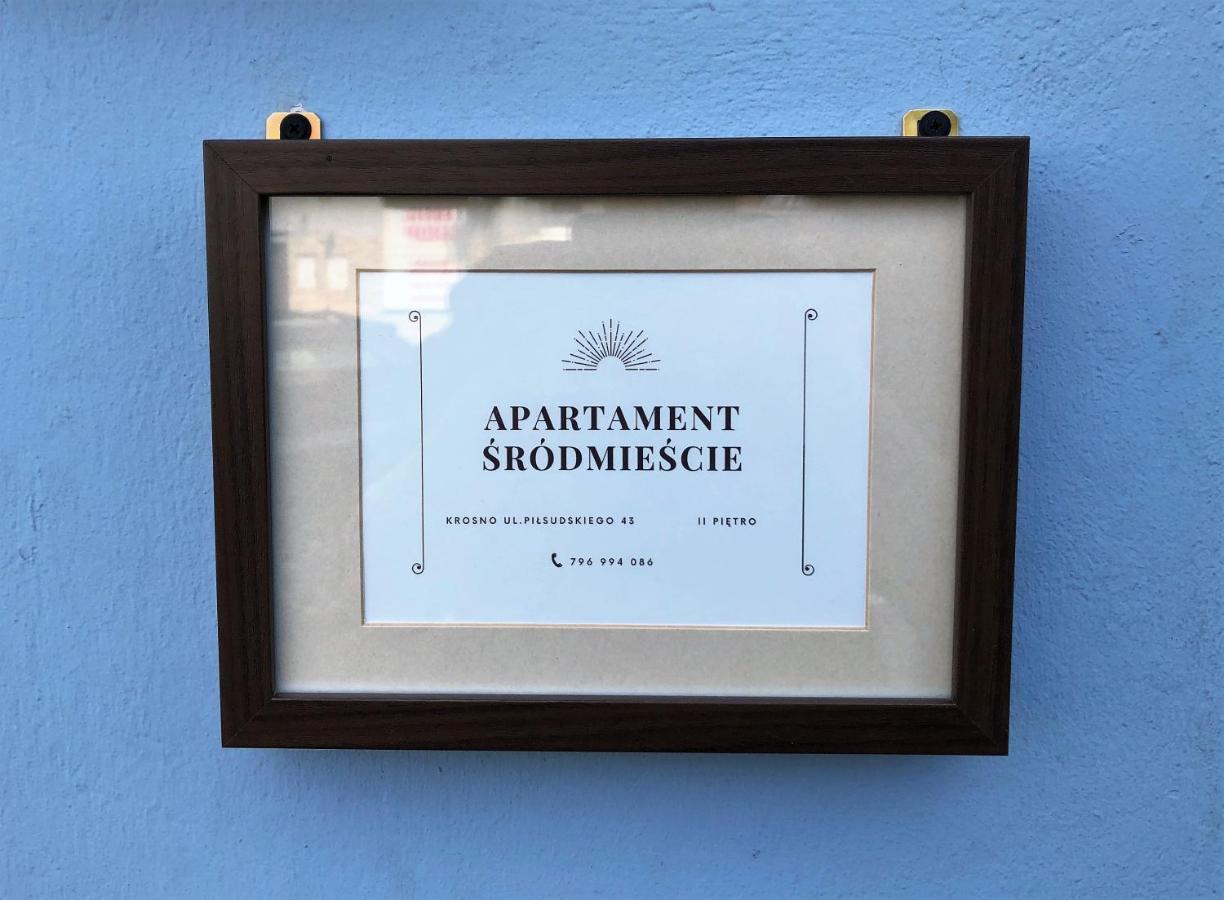 APARTAMENT
ŚRÓDMIEŚCIE
KROSNO UL.PIŁSUDSKIEGO 43 II PIĘTRO
796 994 086